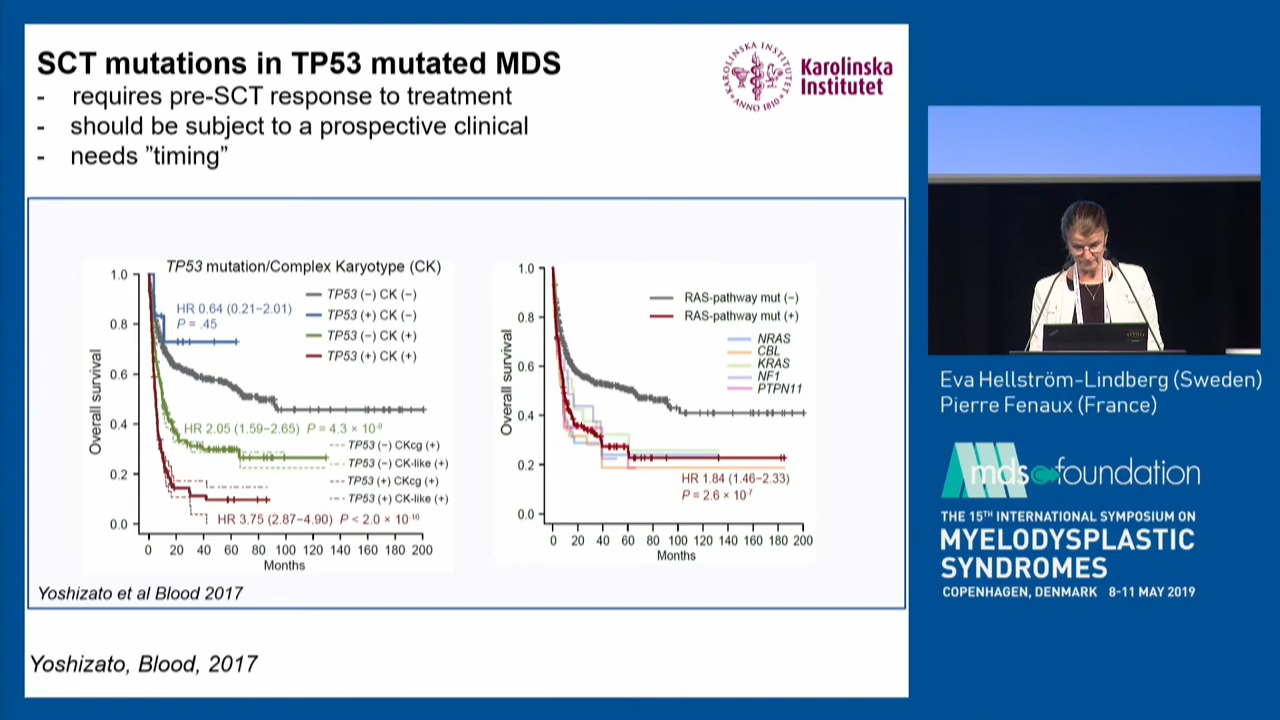 SCT mutations in TP53 mutated MDS
- requires pre-SCT response to treatment
- should be subject to a prospective clinical
- needs ”timing”
KAROLINSKA INSTITUTET
ANNO 1810
Karolinska
Institutet
TP53 mutation/Complex Karyotype (CK)
1.0
0.8
0.6
0.4
0.2
0.0
Overall survival
HR 0.64 (0.21–2.01)
P = .45
TP53 (–) CK (–)
TP53 (+) CK (–)
TP53 (–) CK (+)
TP53 (+) CK (+)
HR 2.05 (1.59–2.65) P = 4.3 × 10⁻⁸
TP53 (–) CKcg (+)
TP53 (–) CK-like (+)
TP53 (+) CKcg (+)
TP53 (+) CK-like (+)
HR 3.75 (2.87–4.90) P < 2.0 × 10⁻¹⁶
0 20 40 60 80 100 120 140 160 180 200
Months
1.0
0.8
0.6
0.4
0.2
0.0
Overall survival
RAS-pathway mut (–)
RAS-pathway mut (+)
NRAS
CBL
KRAS
NF1
PTPN11
HR 1.84 (1.46–2.33)
P = 2.6 × 10⁻⁷
0 20 40 60 80 100 120 140 160 180 200
Months
Yoshizato et al Blood 2017
Yoshizato, Blood, 2017
Eva Hellström-Lindberg (Sweden)
Pierre Fenaux (France)
mds foundation
THE 15TH INTERNATIONAL SYMPOSIUM ON
MYELODYSPLASTIC
SYNDROMES
COPENHAGEN, DENMARK 8-11 MAY 2019